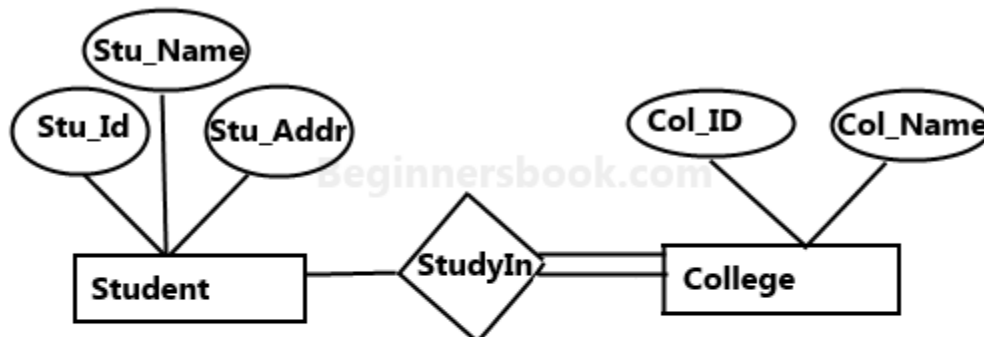 Stu_Name
Stu_Id
Stu_Addr
Col_ID
Col_Name
Beginnersbook.com
StudyIn
Student
College